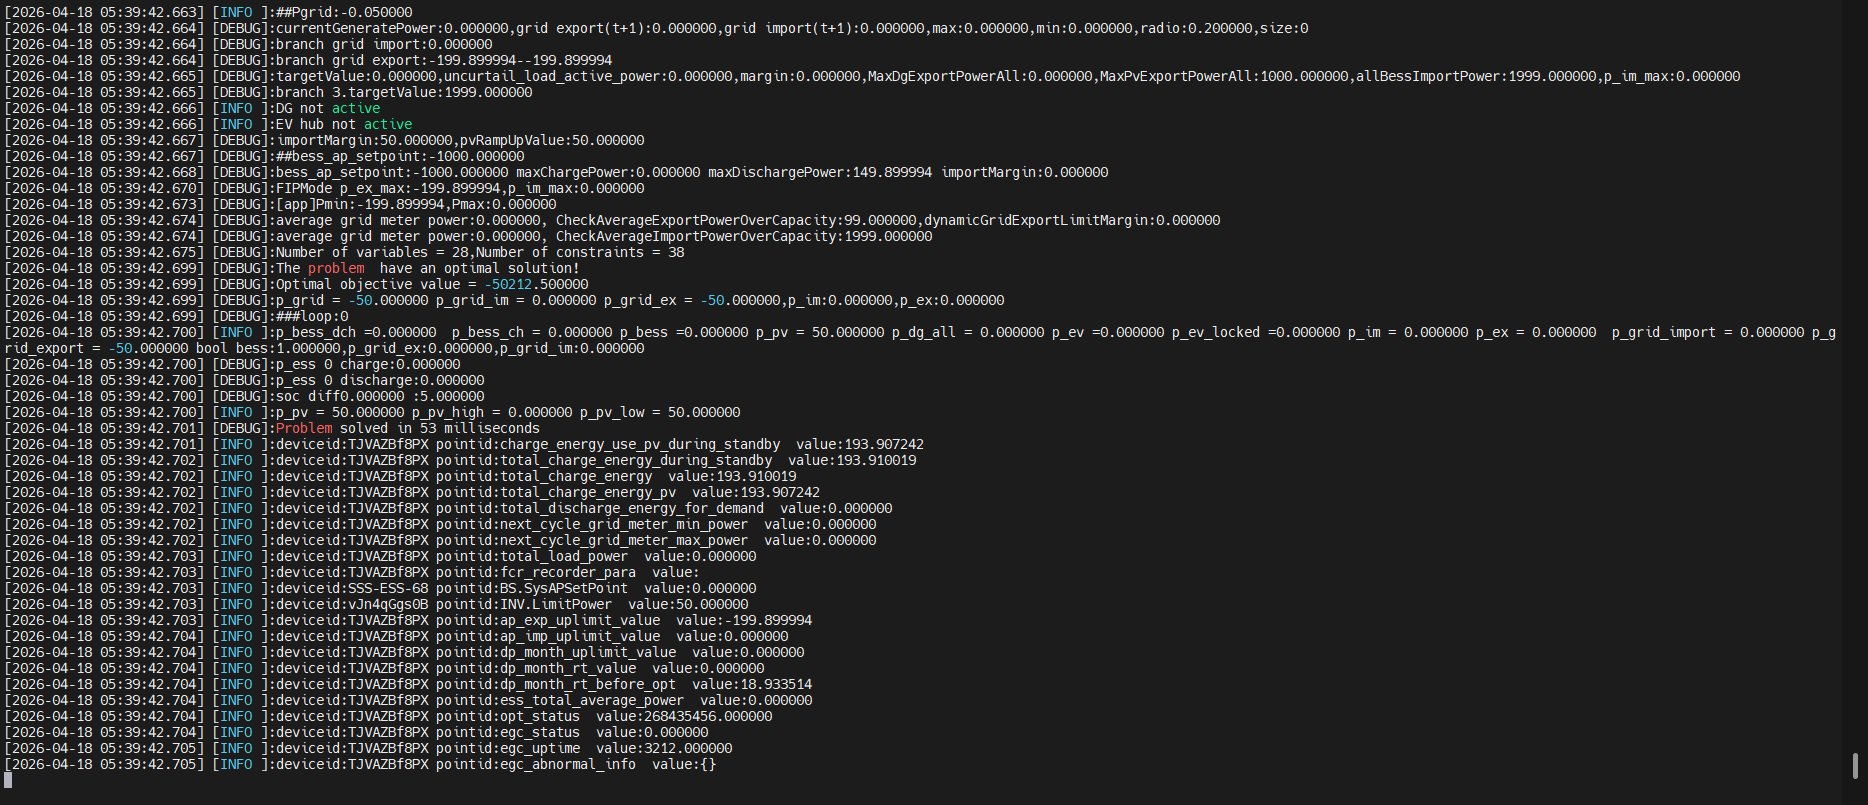 [2026-04-18 05:39:42.663] [INFO ]:##Pgrid:-0.050000
[2026-04-18 05:39:42.664] [DEBUG]:currentGeneratePower:0.000000,grid export(t+1):0.000000,grid import(t+1):0.000000,max:0.000000,min:0.000000,radio:0.200000,size:0
[2026-04-18 05:39:42.664] [DEBUG]:branch grid import:0.000000
[2026-04-18 05:39:42.664] [DEBUG]:branch grid export:-199.899994--199.899994
[2026-04-18 05:39:42.665] [DEBUG]:targetValue:0.000000,uncurtail_load_active_power:0.000000,margin:0.000000,MaxDgExportPowerAll:0.000000,MaxPvExportPowerAll:1000.000000,allBessImportPower:1999.000000,p_im_max:0.000000
[2026-04-18 05:39:42.665] [DEBUG]:branch 3.targetValue:1999.000000
[2026-04-18 05:39:42.666] [INFO ]:DG not active
[2026-04-18 05:39:42.666] [INFO ]:EV hub not active
[2026-04-18 05:39:42.667] [DEBUG]:importMargin:50.000000,pvRampUpValue:50.000000
[2026-04-18 05:39:42.667] [DEBUG]:##bess_ap_setpoint:-1000.000000
[2026-04-18 05:39:42.668] [DEBUG]:bess_ap_setpoint:-1000.000000 maxChargePower:0.000000 maxDischargePower:149.899994 importMargin:0.000000
[2026-04-18 05:39:42.670] [DEBUG]:FIPMode p_ex_max:-199.899994,p_im_max:0.000000
[2026-04-18 05:39:42.673] [DEBUG]:[app]Pmin:-199.899994,Pmax:0.000000
[2026-04-18 05:39:42.674] [DEBUG]:average grid meter power:0.000000, CheckAverageExportPowerOverCapacity:99.000000,dynamicGridExportLimitMargin:0.000000
[2026-04-18 05:39:42.674] [DEBUG]:average grid meter power:0.000000, CheckAverageImportPowerOverCapacity:1999.000000
[2026-04-18 05:39:42.675] [DEBUG]:Number of variables = 28,Number of constraints = 38
[2026-04-18 05:39:42.699] [DEBUG]:The problem  have an optimal solution!
[2026-04-18 05:39:42.699] [DEBUG]:Optimal objective value = -50212.500000
[2026-04-18 05:39:42.699] [DEBUG]:p_grid = -50.000000 p_grid_im = 0.000000 p_grid_ex = -50.000000,p_im:0.000000,p_ex:0.000000
[2026-04-18 05:39:42.699] [DEBUG]:###loop:0
[2026-04-18 05:39:42.700] [INFO ]:p_bess_dch =0.000000  p_bess_ch = 0.000000 p_bess =0.000000 p_pv = 50.000000 p_dg_all = 0.000000 p_ev =0.000000 p_ev_locked =0.000000 p_im = 0.000000 p_ex = 0.000000  p_grid_import = 0.000000 p_g
rid_export = -50.000000 bool bess:1.000000,p_grid_ex:0.000000,p_grid_im:0.000000
[2026-04-18 05:39:42.700] [DEBUG]:p_ess 0 charge:0.000000
[2026-04-18 05:39:42.700] [DEBUG]:p_ess 0 discharge:0.000000
[2026-04-18 05:39:42.700] [DEBUG]:soc diff0.000000 :5.000000
[2026-04-18 05:39:42.700] [INFO ]:p_pv = 50.000000 p_pv_high = 0.000000 p_pv_low = 50.000000
[2026-04-18 05:39:42.701] [DEBUG]:Problem solved in 53 milliseconds
[2026-04-18 05:39:42.701] [INFO ]:deviceid:TJVAZBf8PX pointid:charge_energy_use_pv_during_standby  value:193.907242
[2026-04-18 05:39:42.702] [INFO ]:deviceid:TJVAZBf8PX pointid:total_charge_energy_during_standby  value:193.910019
[2026-04-18 05:39:42.702] [INFO ]:deviceid:TJVAZBf8PX pointid:total_charge_energy  value:193.910019
[2026-04-18 05:39:42.702] [INFO ]:deviceid:TJVAZBf8PX pointid:total_charge_energy_pv  value:193.907242
[2026-04-18 05:39:42.702] [INFO ]:deviceid:TJVAZBf8PX pointid:total_discharge_energy_for_demand  value:0.000000
[2026-04-18 05:39:42.702] [INFO ]:deviceid:TJVAZBf8PX pointid:next_cycle_grid_meter_min_power  value:0.000000
[2026-04-18 05:39:42.702] [INFO ]:deviceid:TJVAZBf8PX pointid:next_cycle_grid_meter_max_power  value:0.000000
[2026-04-18 05:39:42.703] [INFO ]:deviceid:TJVAZBf8PX pointid:total_load_power  value:0.000000
[2026-04-18 05:39:42.703] [INFO ]:deviceid:TJVAZBf8PX pointid:fcr_recorder_para  value:
[2026-04-18 05:39:42.703] [INFO ]:deviceid:SSS-ESS-68 pointid:BS.SysAPSetPoint  value:0.000000
[2026-04-18 05:39:42.703] [INFO ]:deviceid:vJn4qGgs0B pointid:INV.LimitPower  value:50.000000
[2026-04-18 05:39:42.703] [INFO ]:deviceid:TJVAZBf8PX pointid:ap_exp_uplimit_value  value:-199.899994
[2026-04-18 05:39:42.704] [INFO ]:deviceid:TJVAZBf8PX pointid:ap_imp_uplimit_value  value:0.000000
[2026-04-18 05:39:42.704] [INFO ]:deviceid:TJVAZBf8PX pointid:dp_month_uplimit_value  value:0.000000
[2026-04-18 05:39:42.704] [INFO ]:deviceid:TJVAZBf8PX pointid:dp_month_rt_value  value:0.000000
[2026-04-18 05:39:42.704] [INFO ]:deviceid:TJVAZBf8PX pointid:dp_month_rt_before_opt  value:18.933514
[2026-04-18 05:39:42.704] [INFO ]:deviceid:TJVAZBf8PX pointid:ess_total_average_power  value:0.000000
[2026-04-18 05:39:42.704] [INFO ]:deviceid:TJVAZBf8PX pointid:opt_status  value:268435456.000000
[2026-04-18 05:39:42.704] [INFO ]:deviceid:TJVAZBf8PX pointid:egc_status  value:0.000000
[2026-04-18 05:39:42.705] [INFO ]:deviceid:TJVAZBf8PX pointid:egc_uptime  value:3212.000000
[2026-04-18 05:39:42.705] [INFO ]:deviceid:TJVAZBf8PX pointid:egc_abnormal_info  value:{}